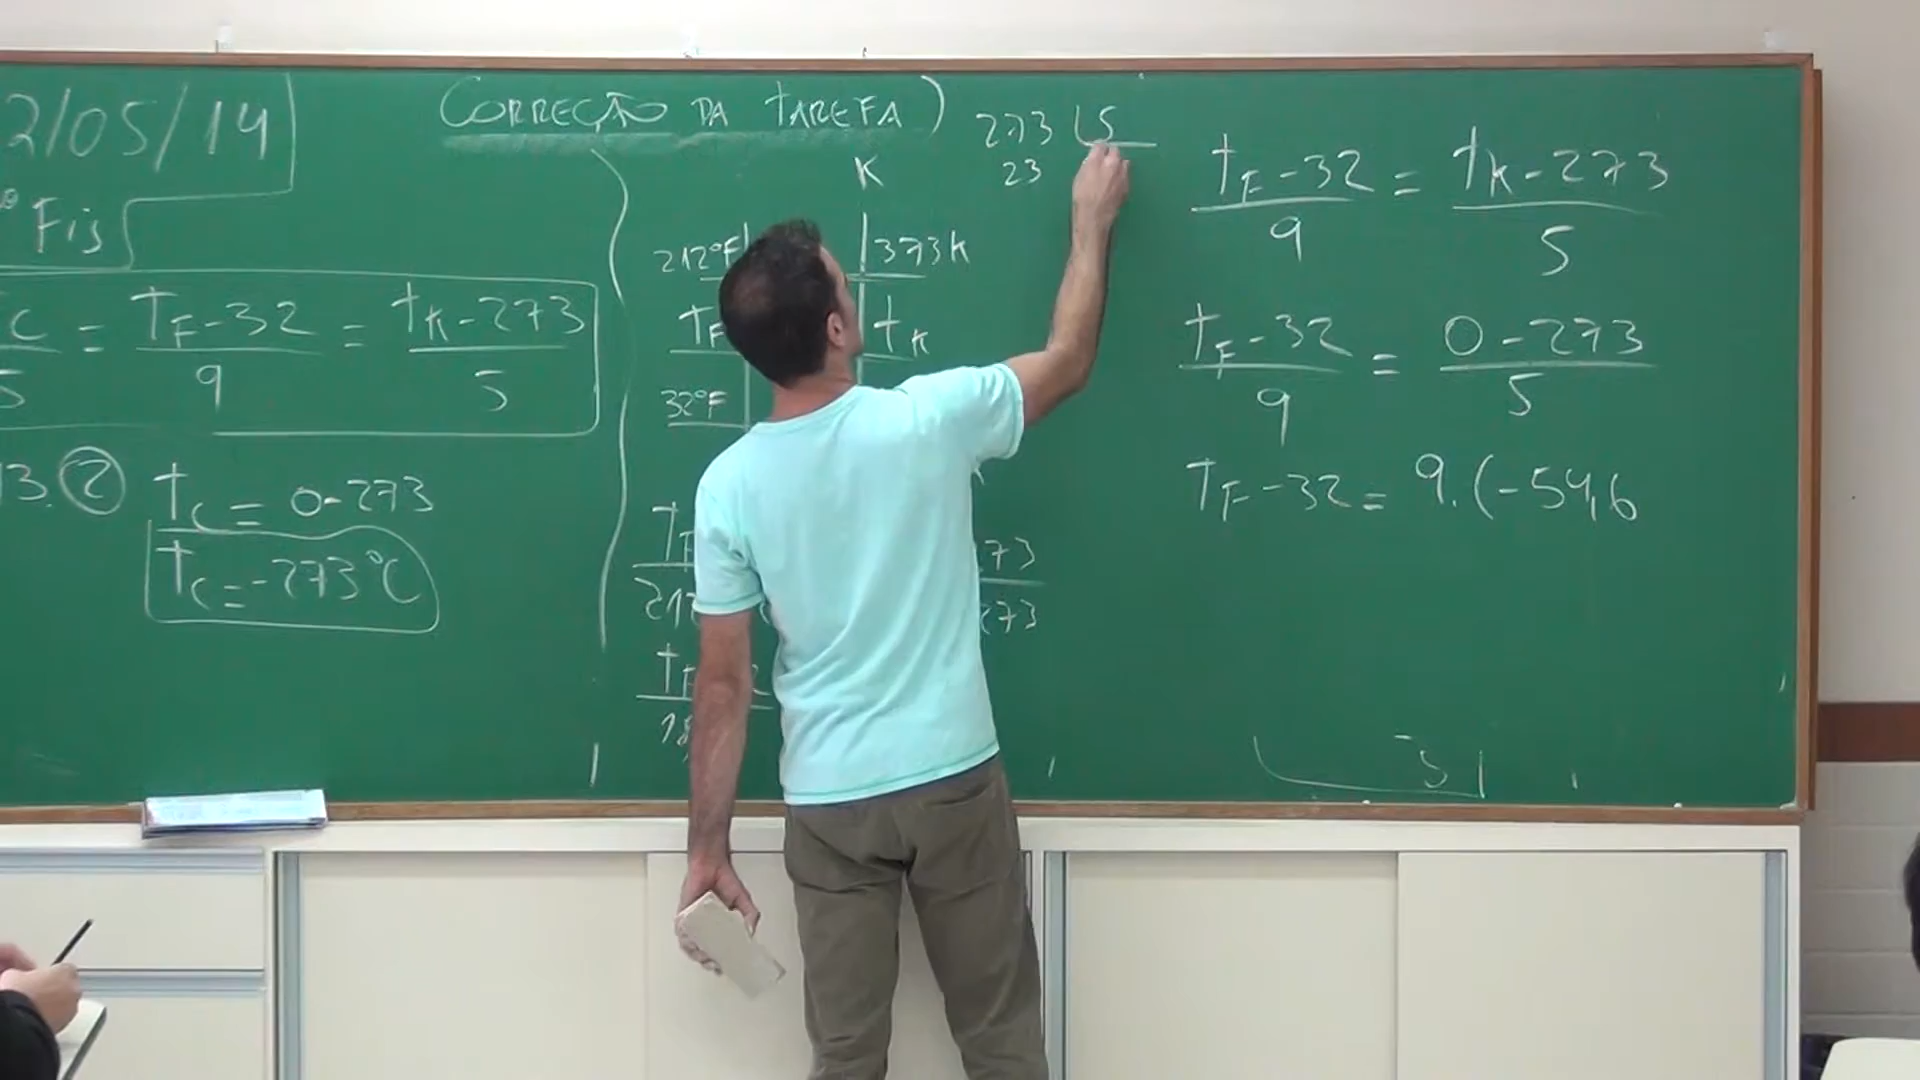 2/05/14
Fis
C = TF-32 = tK-273
5 9 5
13. ②
tC = 0-273
tC = -273°C
(CORREÇÃO DA TAREFA)
K
212°F 373K
TF tK
32°F
273 5
23
tF-32 = tK-273
9 5
tF-32 = 0-273
9 5
TF-32 = 9.(-54,6